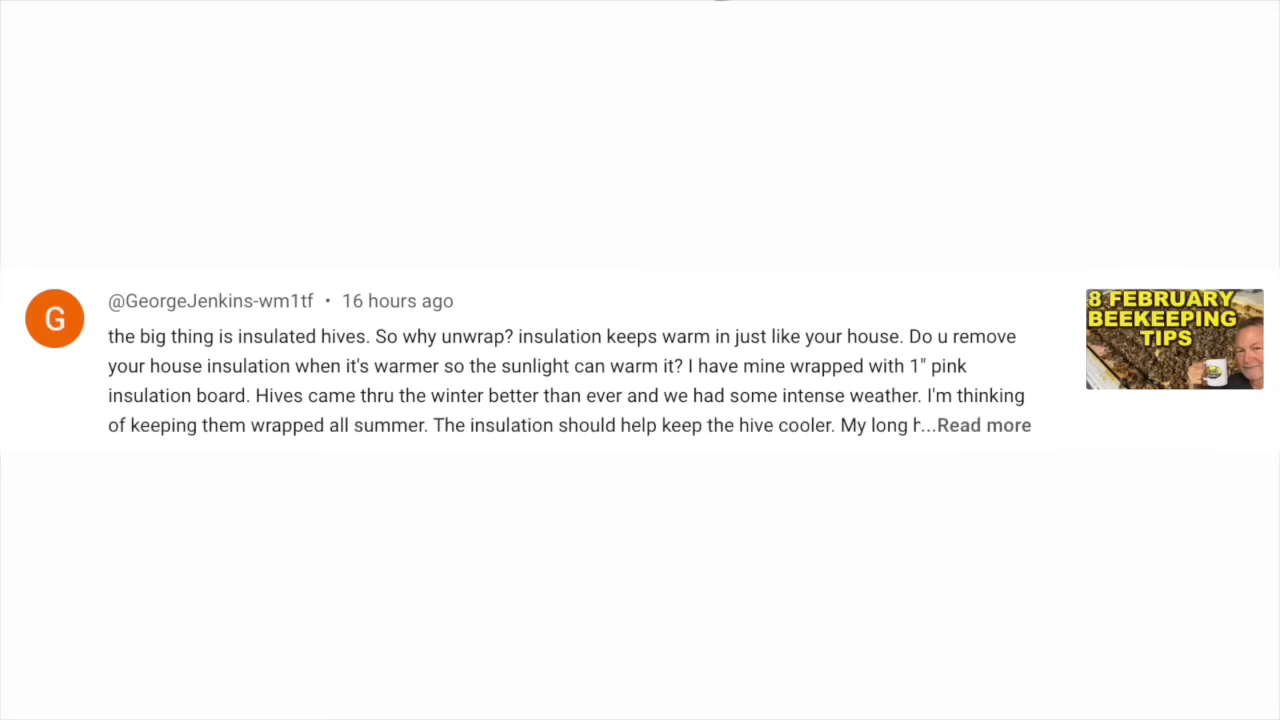 G
@GeorgeJenkins-wm1tf • 16 hours ago
the big thing is insulated hives. So why unwrap? insulation keeps warm in just like your house. Do u remove
your house insulation when it's warmer so the sunlight can warm it? I have mine wrapped with 1" pink
insulation board. Hives came thru the winter better than ever and we had some intense weather. I'm thinking
of keeping them wrapped all summer. The insulation should help keep the hive cooler. My long h...Read more
8 FEBRUARY
BEEKEEPING
TIPS